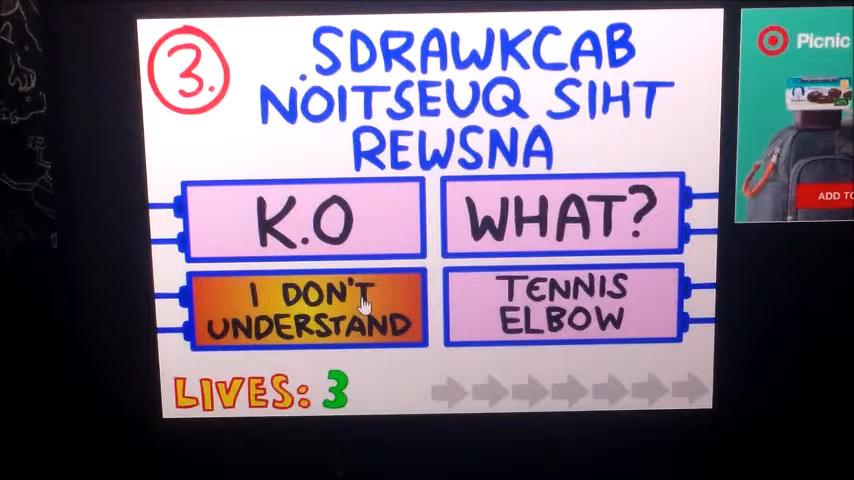 3.
.SDRAWKCAB
NOITSEUQ SIHT
REWSNA
K.O
WHAT?
I DON'T
UNDERSTAND
TENNIS
ELBOW
LIVES: 3
Picnic
ADD TO